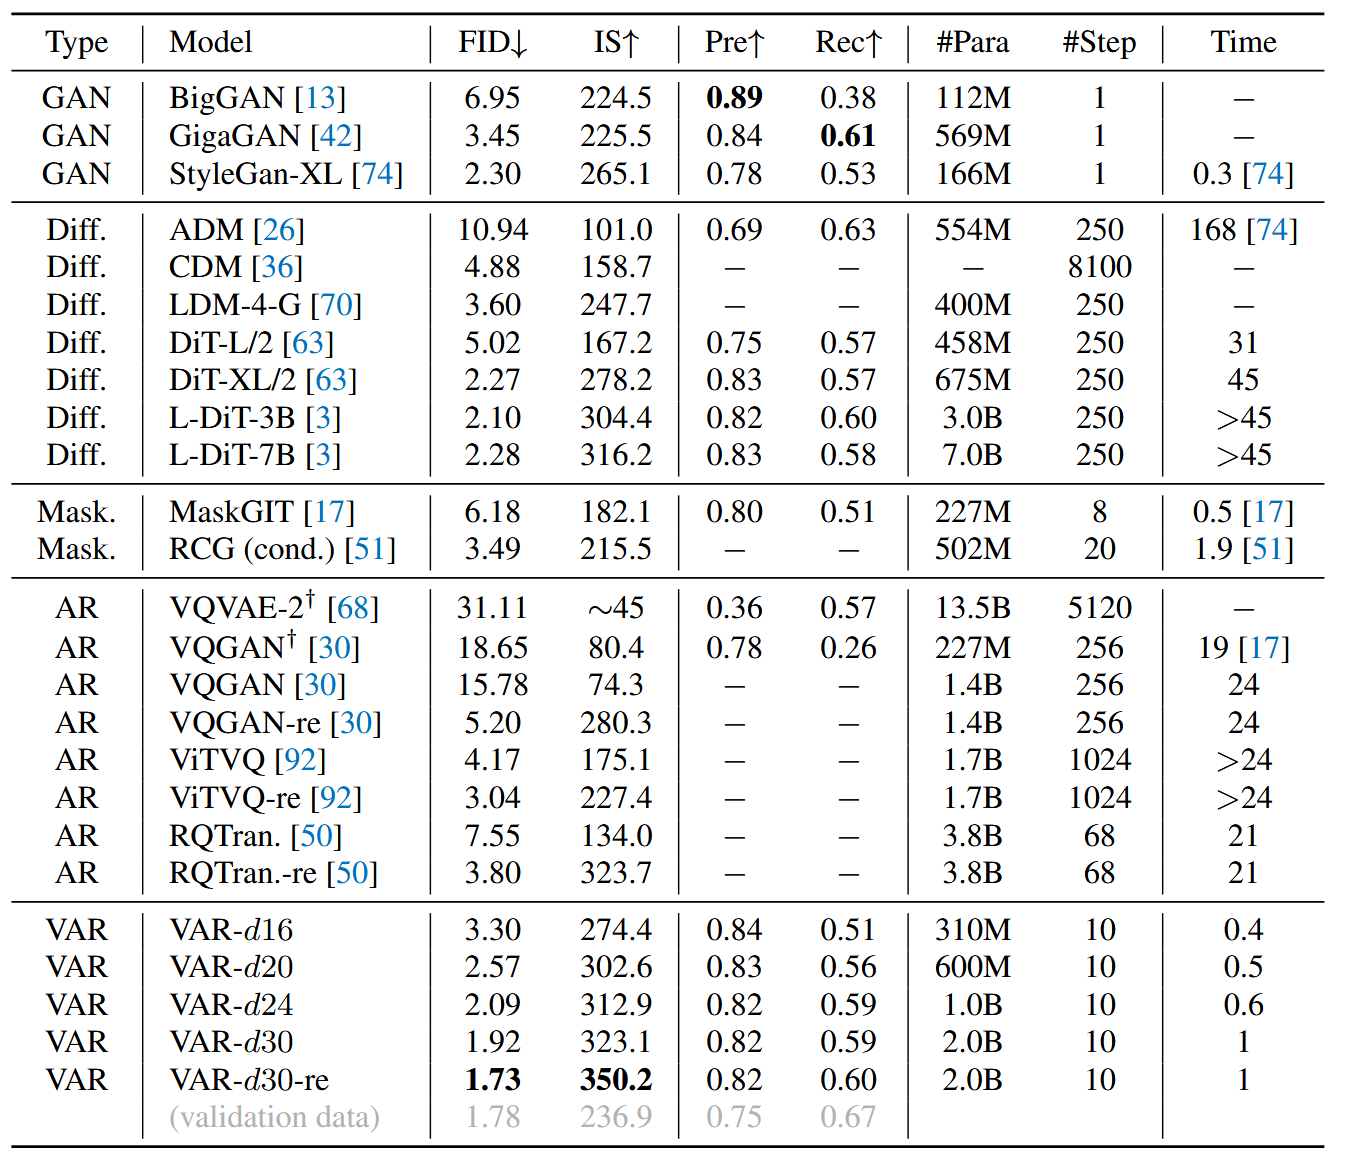 Type Model FID↓ IS↑ Pre↑ Rec↑ #Para #Step Time
GAN BigGAN [13] 6.95 224.5 0.89 0.38 112M 1 −
GAN GigaGAN [42] 3.45 225.5 0.84 0.61 569M 1 −
GAN StyleGan-XL [74] 2.30 265.1 0.78 0.53 166M 1 0.3 [74]
Diff. ADM [26] 10.94 101.0 0.69 0.63 554M 250 168 [74]
Diff. CDM [36] 4.88 158.7 − − − 8100 −
Diff. LDM-4-G [70] 3.60 247.7 − − 400M 250 −
Diff. DiT-L/2 [63] 5.02 167.2 0.75 0.57 458M 250 31
Diff. DiT-XL/2 [63] 2.27 278.2 0.83 0.57 675M 250 45
Diff. L-DiT-3B [3] 2.10 304.4 0.82 0.60 3.0B 250 >45
Diff. L-DiT-7B [3] 2.28 316.2 0.83 0.58 7.0B 250 >45
Mask. MaskGIT [17] 6.18 182.1 0.80 0.51 227M 8 0.5 [17]
Mask. RCG (cond.) [51] 3.49 215.5 − − 502M 20 1.9 [51]
AR VQVAE-2† [68] 31.11 ∼45 0.36 0.57 13.5B 5120 −
AR VQGAN† [30] 18.65 80.4 0.78 0.26 227M 256 19 [17]
AR VQGAN [30] 15.78 74.3 − − 1.4B 256 24
AR VQGAN-re [30] 5.20 280.3 − − 1.4B 256 24
AR ViTVQ [92] 4.17 175.1 − − 1.7B 1024 >24
AR ViTVQ-re [92] 3.04 227.4 − − 1.7B 1024 >24
AR RQTran. [50] 7.55 134.0 − − 3.8B 68 21
AR RQTran.-re [50] 3.80 323.7 − − 3.8B 68 21
VAR VAR-d16 3.30 274.4 0.84 0.51 310M 10 0.4
VAR VAR-d20 2.57 302.6 0.83 0.56 600M 10 0.5
VAR VAR-d24 2.09 312.9 0.82 0.59 1.0B 10 0.6
VAR VAR-d30 1.92 323.1 0.82 0.59 2.0B 10 1
VAR VAR-d30-re 1.73 350.2 0.82 0.60 2.0B 10 1
(validation data) 1.78 236.9 0.75 0.67